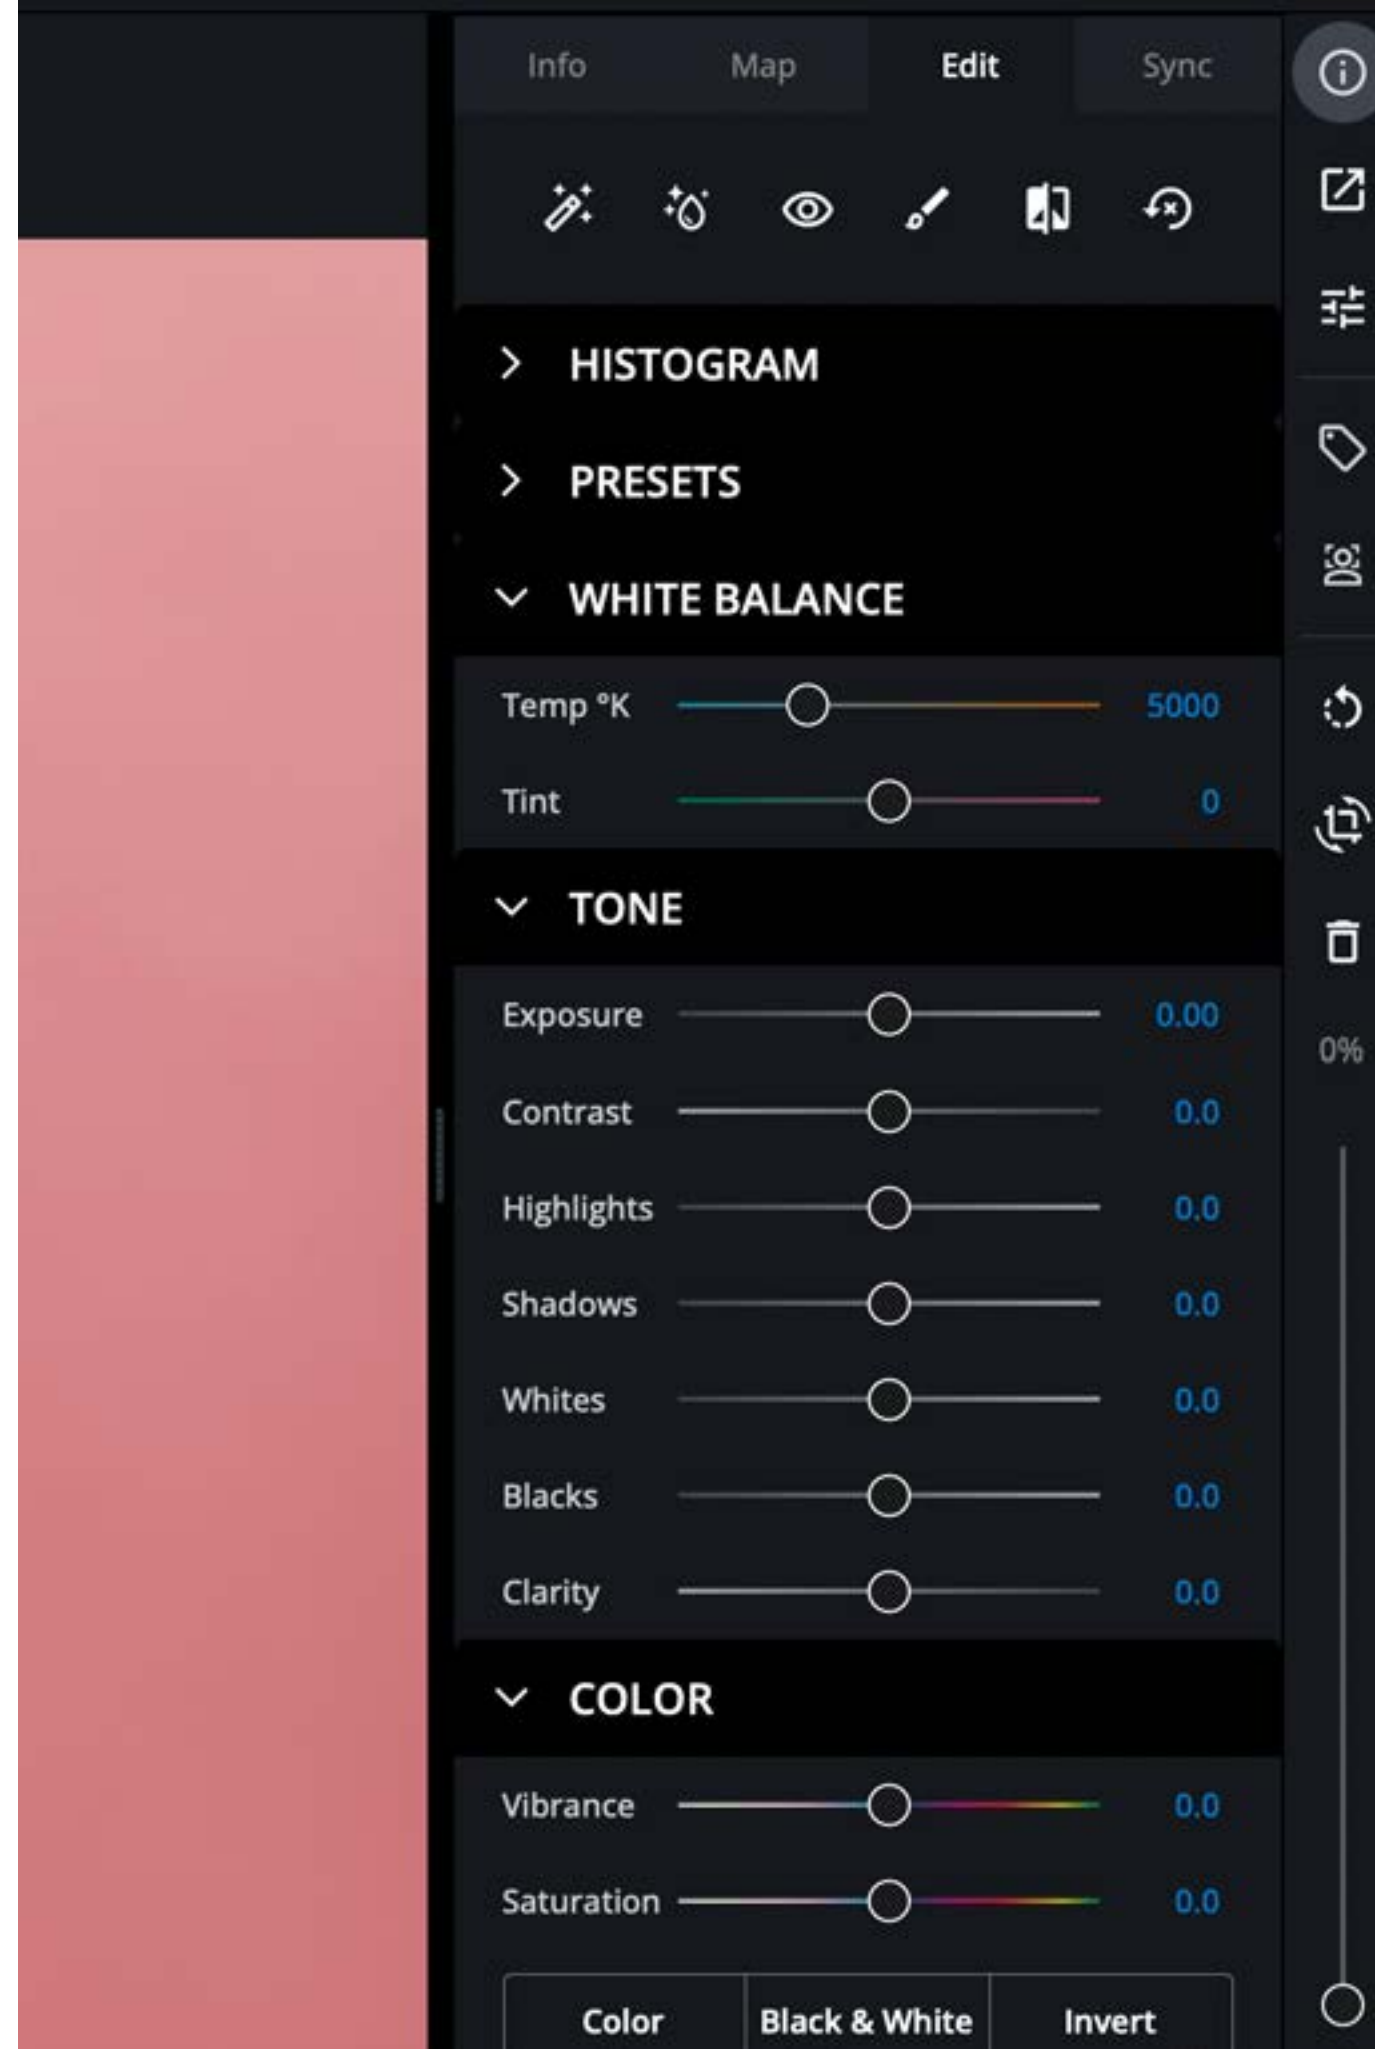 Info Map Edit Sync
HISTOGRAM
PRESETS
WHITE BALANCE
Temp °K 5000
Tint 0
TONE
Exposure 0.00
Contrast 0.0
Highlights 0.0
Shadows 0.0
Whites 0.0
Blacks 0.0
Clarity 0.0
0%
COLOR
Vibrance 0.0
Saturation 0.0
Color Black & White Invert